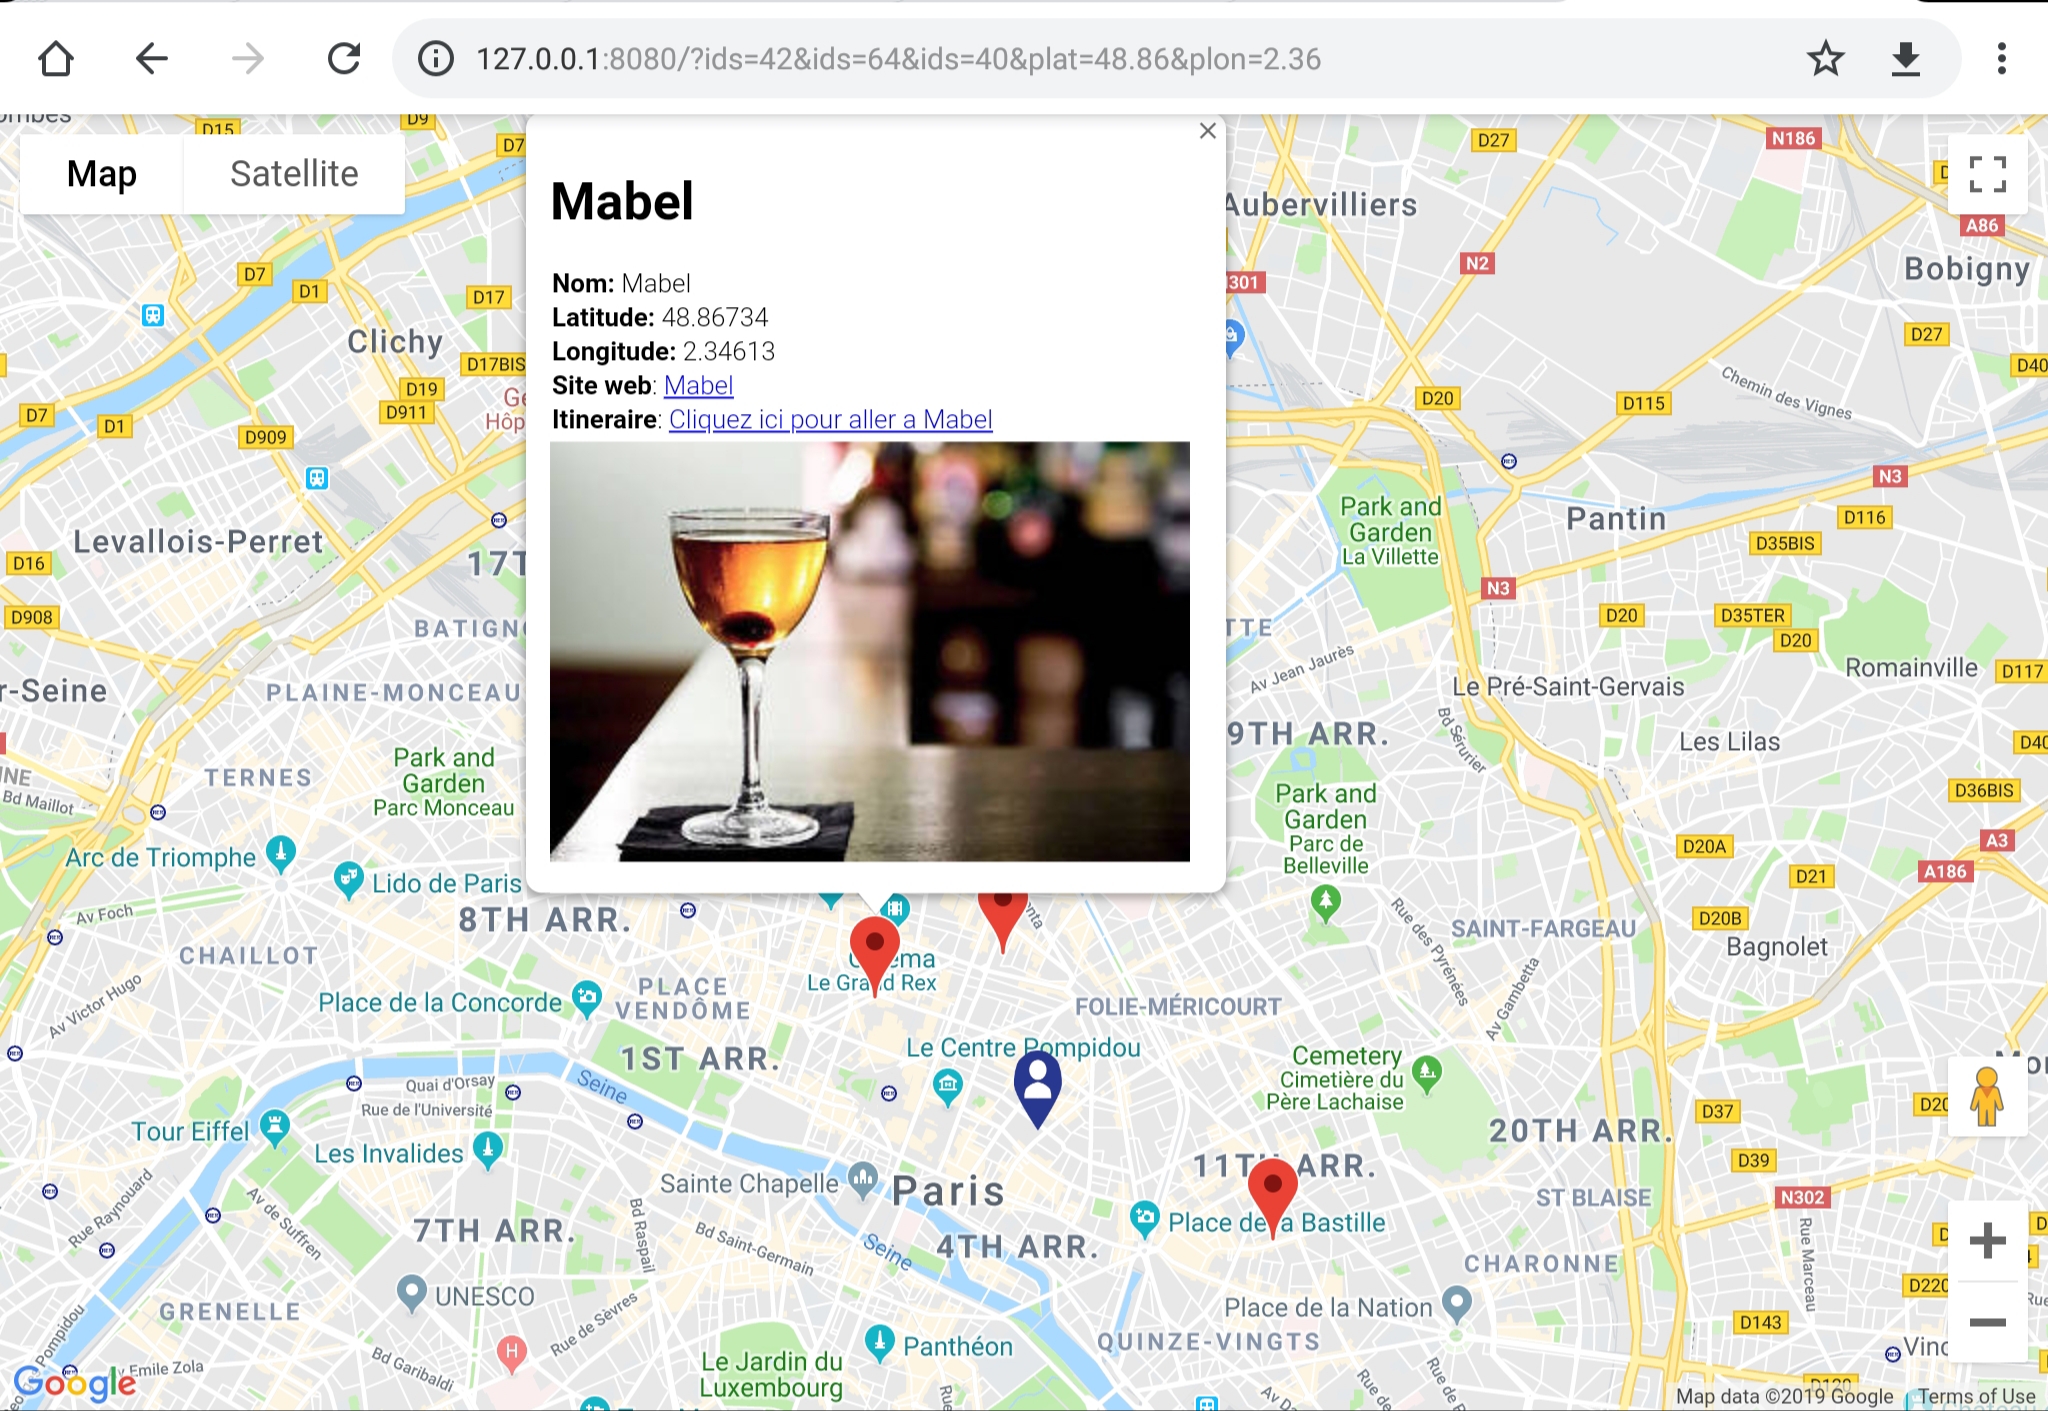 127.0.0.1:8080/?ids=42&ids=64&ids=40&plat=48.86&plon=2.36
D15
D9
D7
D27
N186
Map
Satellite
Mabel
Aubervilliers
A86
Bobigny
D7
D1
D17
N2
301
Nom: Mabel
Latitude: 48.86734
Longitude: 2.34613
Site web: Mabel
Itineraire: Cliquez ici pour aller a Mabel
Clichy
D17BIS
D19
D911
D7
D1
D909
D27
D40
D20
D115
Chemin des Vignes
N3
D116
D35BIS
Pantin
Park and
Garden
La Villette
Levallois-Perret
D16
D908
N3
D20
D35TER
D20
Av Jean Jaurès
Romainville
D117
Le Pré-Saint-Gervais
PLAINE-MONCEAU
9TH ARR.
Bd Sérurier
Les Lilas
TERNES
Bd Maillot
Park and
Garden
Parc Monceau
Park and
Garden
Parc de
Belleville
D36BIS
D20A
A3
A186
D21
D20B
Arc de Triomphe
Lido de Paris
Av Foch
8TH ARR.
CHAILLOT
Rue des Pyrénées
SAINT-FARGEAU
Bagnolet
Av Victor Hugo
Place de la Concorde
PLACE
VENDÔME
Le Grand Rex
FOLIE-MÉRICOURT
Av Gambetta
1ST ARR.
Le Centre Pompidou
Cemetery
Cimetière du
Père Lachaise
Quai d'Orsay
Rue de l'Université
Seine
Tour Eiffel
Les Invalides
D37
20TH ARR.
D39
11TH ARR.
Sainte Chapelle
Paris
ST BLAISE
N302
Rue Raynouard
Av de Suffren
7TH ARR.
Bd Raspail
Bd Saint-Germain
Seine
4TH ARR.
Place de la Bastille
CHARONNE
Rue Marceau
UNESCO
GRENELLE
Rue de Sèvres
Place de la Nation
D220
D143
QUINZE-VINGTS
Panthéon
Le Jardin du
Luxembourg
H
Bd Garibaldi
Emile Zola
Pompidou
Google
Map data ©2019 Google
Terms of Use